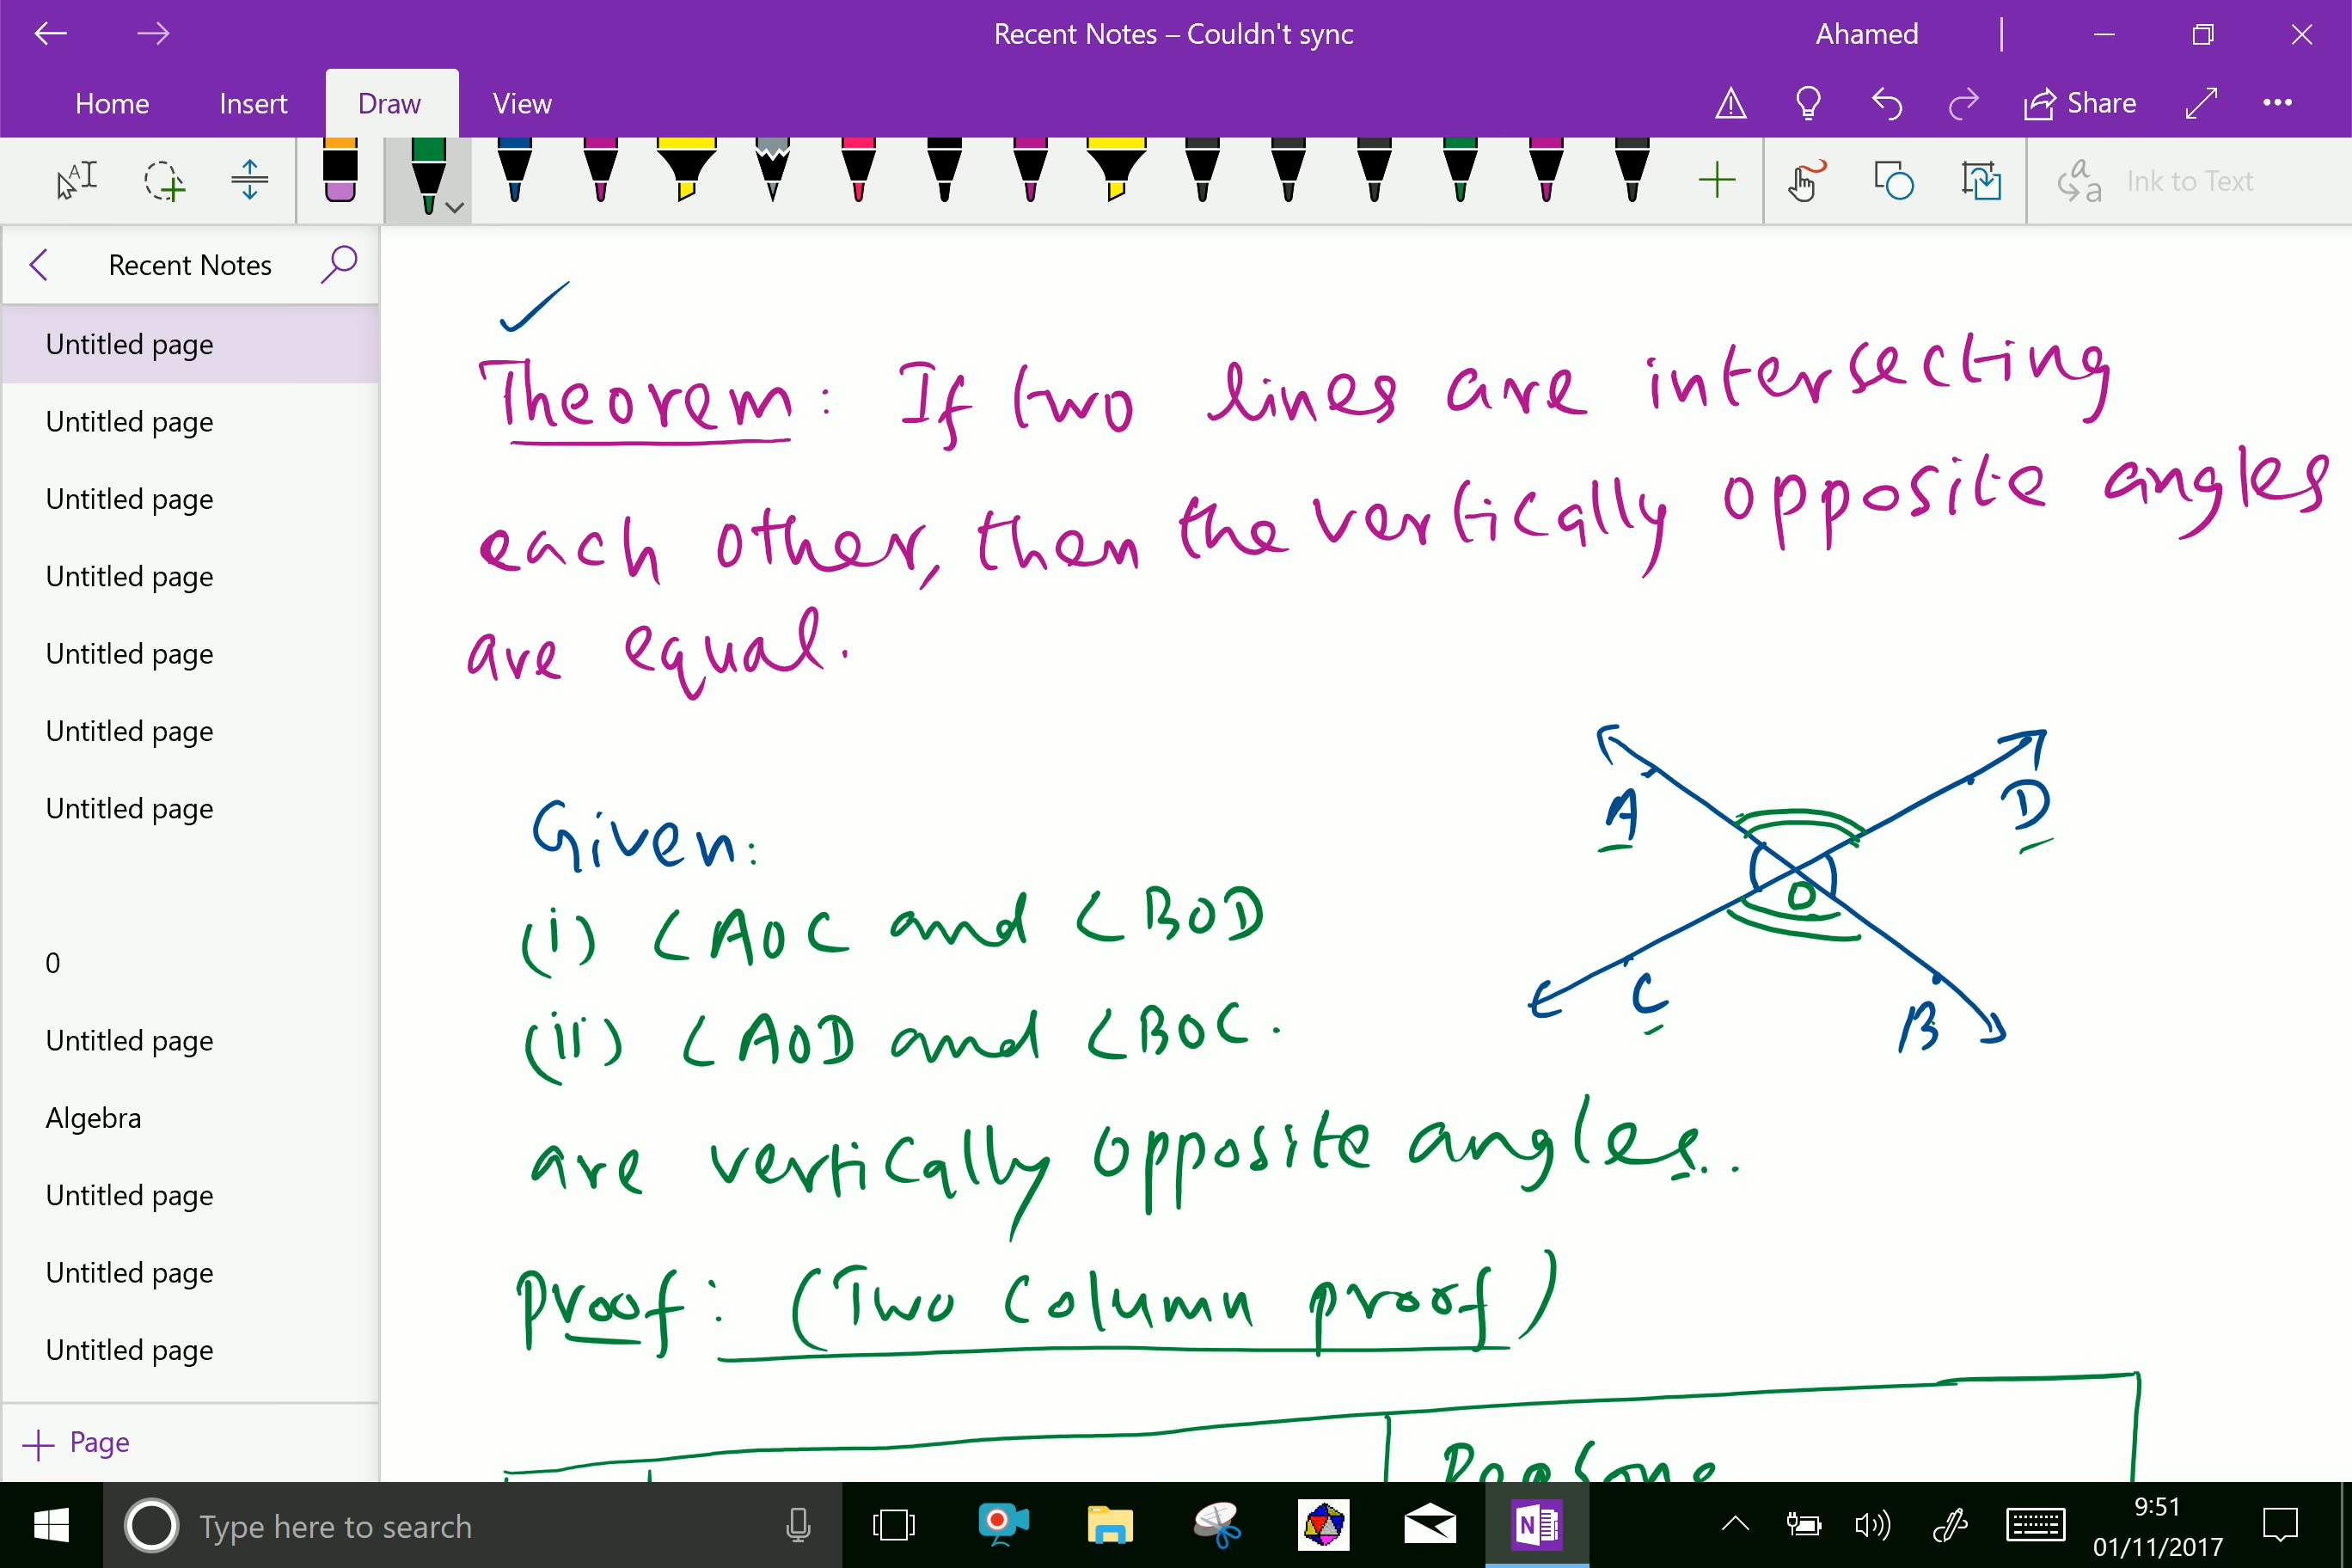 Recent Notes – Couldn't sync
Ahamed
Home Insert Draw View
Share
Ink to Text
Recent Notes
Untitled page
Untitled page
Untitled page
Untitled page
Untitled page
Untitled page
Untitled page
0
Untitled page
Algebra
Untitled page
Untitled page
Untitled page
Page
Theorem: If two lines are intersecting
each other, then the vertically opposite angles
are equal.
A
D
O
C
B
Given:
(i) ∠AOC and ∠BOD
(ii) ∠AOD and ∠BOC.
are vertically opposite angles..
Proof: (Two Column proof)
Reasons
Type here to search
9:51
01/11/2017